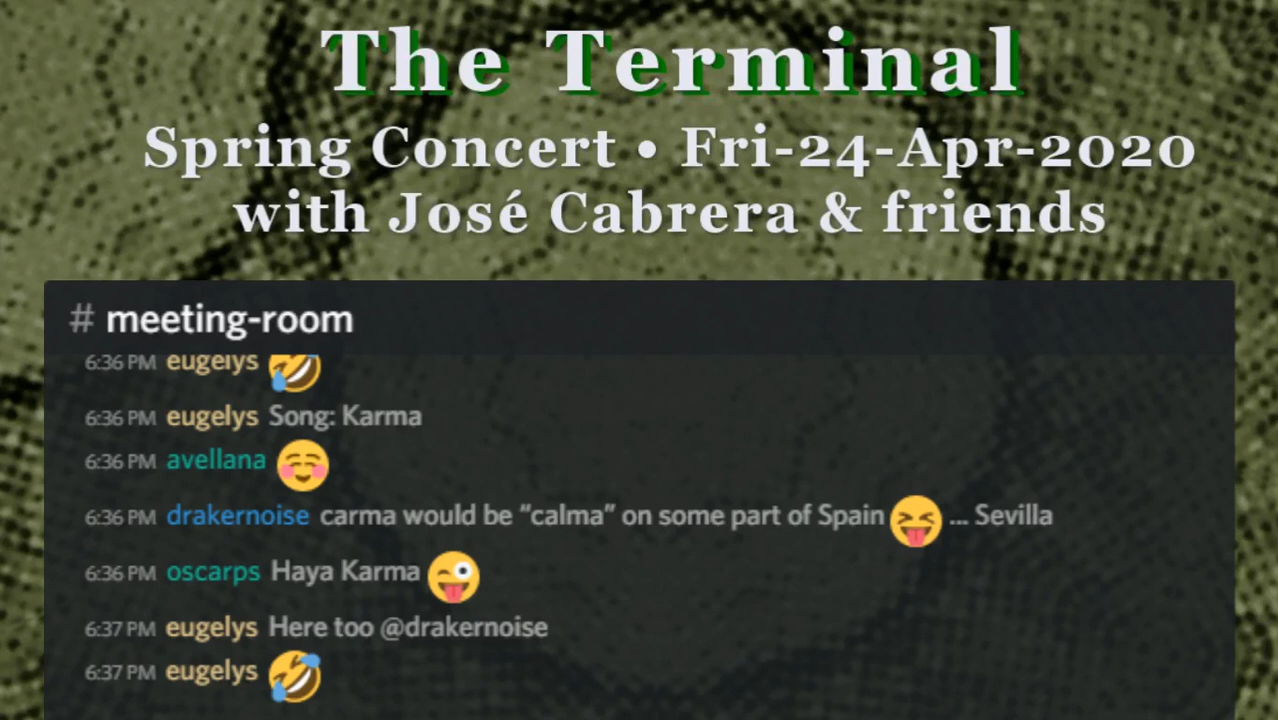 The Terminal
Spring Concert • Fri-24-Apr-2020
with José Cabrera & friends
# meeting-room
6:36 PM eugelys 🤣
6:36 PM eugelys Song: Karma
6:36 PM avellana ☺️
6:36 PM drakernoise carma would be “calma” on some part of Spain 😝 ... Sevilla
6:36 PM oscarps Haya Karma 😜
6:37 PM eugelys Here too @drakernoise
6:37 PM eugelys 🤣